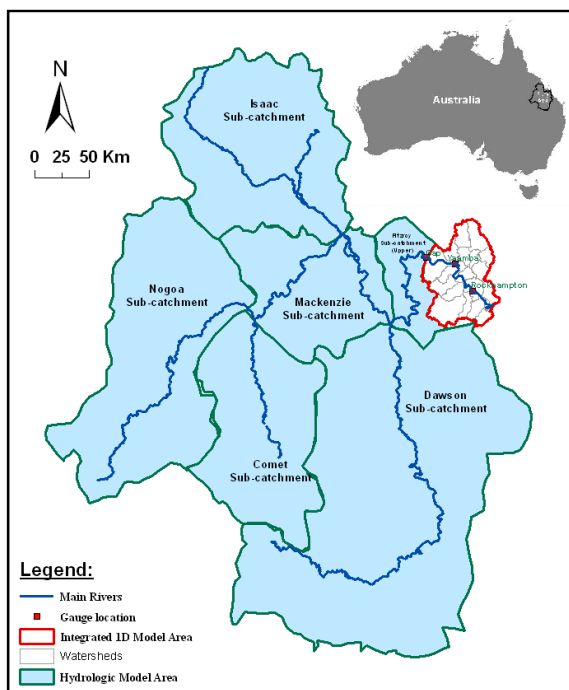 N
0 25 50 Km
Australia
Isaac
Sub-catchment
Fitzroy
Sub-catchment
(Upper)
Gap
Yaamba
Rockhampton
Nogoa
Sub-catchment
Mackenzie
Sub-catchment
Dawson
Sub-catchment
Comet
Sub-catchment
Legend:
Main Rivers
Gauge location
Integrated 1D Model Area
Watersheds
Hydrologic Model Area